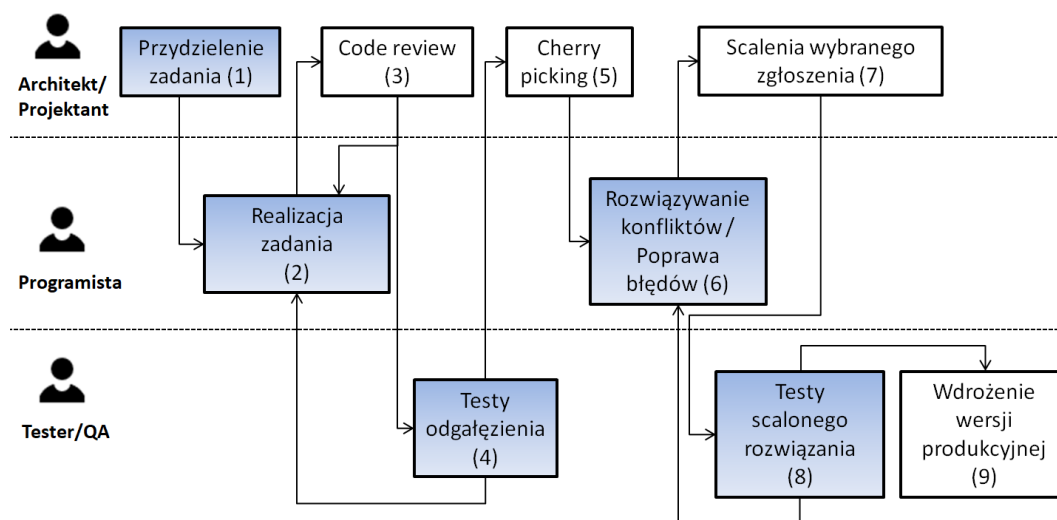 Przydzielenie
zadania (1)
Code review
(3)
Cherry
picking (5)
Scalenia wybranego
zgłoszenia (7)
Architekt/
Projektant
Realizacja
zadania
(2)
Rozwiązywanie
konfliktów /
Poprawa
błędów (6)
Programista
Testy
odgałęzienia
(4)
Testy
scalonego
rozwiązania
(8)
Wdrożenie
wersji
produkcyjnej
(9)
Tester/QA